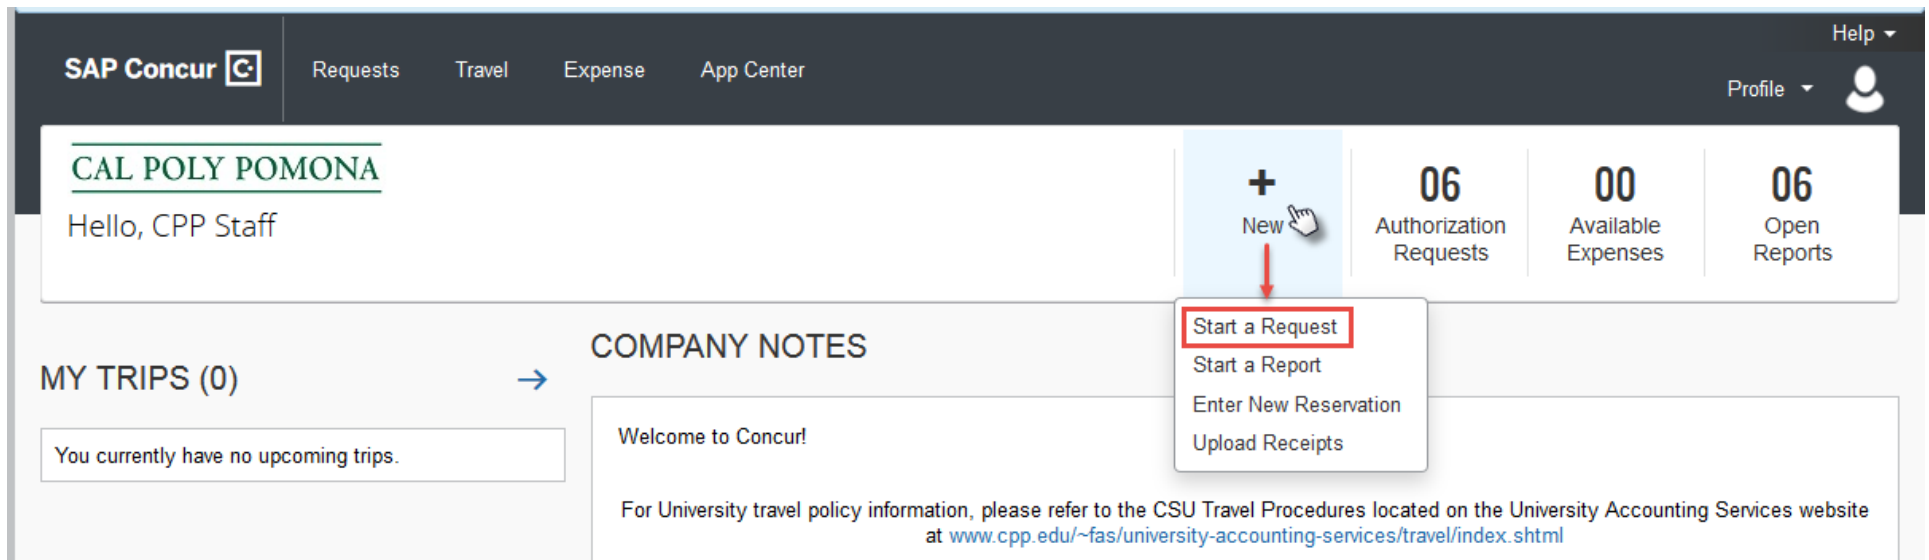 Help
SAP Concur C.
Requests
Travel
Expense
App Center
Profile
CAL POLY POMONA
Hello, CPP Staff
+
New
06
Authorization
Requests
00
Available
Expenses
06
Open
Reports
Start a Request
Start a Report
Enter New Reservation
Upload Receipts
MY TRIPS (0)
You currently have no upcoming trips.
COMPANY NOTES
Welcome to Concur!
For University travel policy information, please refer to the CSU Travel Procedures located on the University Accounting Services website
at www.cpp.edu/~fas/university-accounting-services/travel/index.shtml